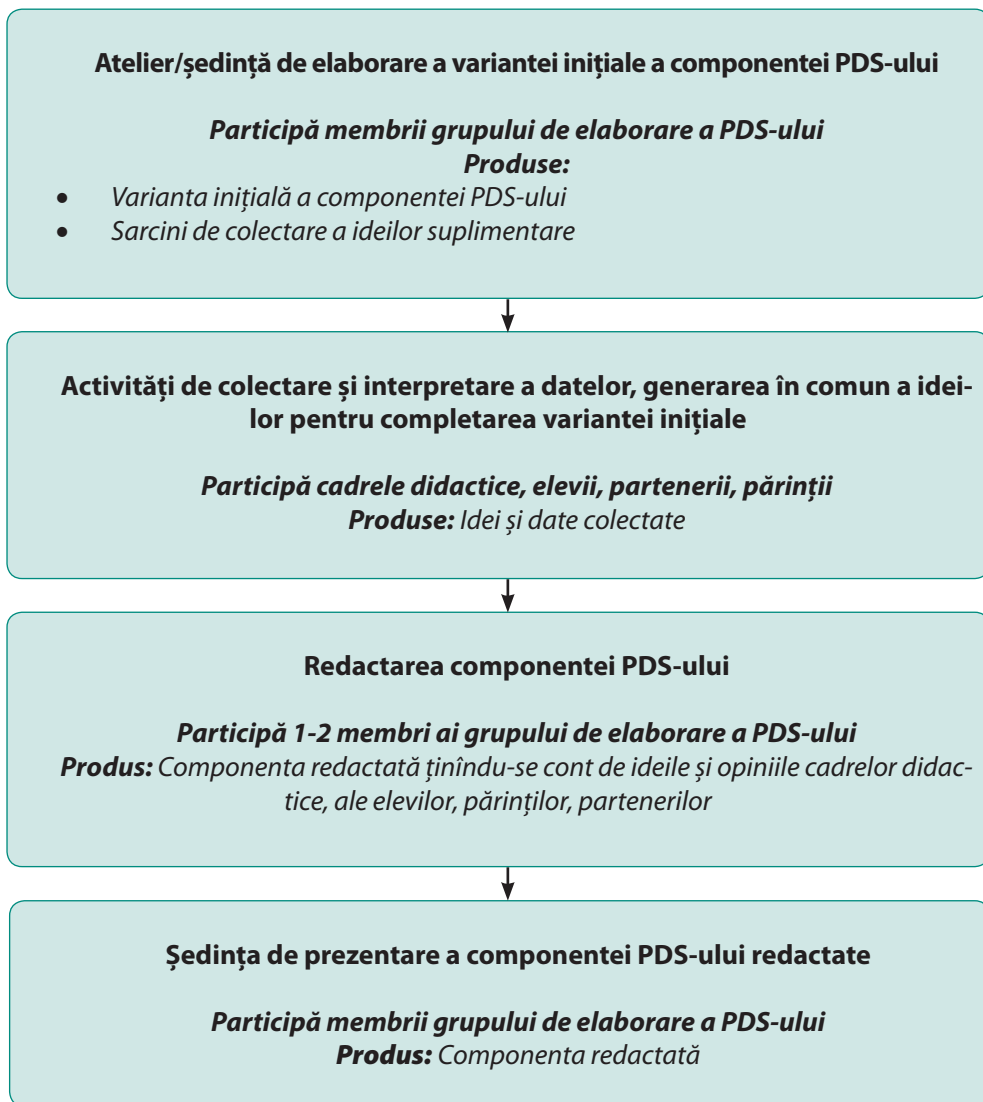 Atelier/ședință de elaborare a variantei inițiale a componentei PDS-ului
Participă membrii grupului de elaborare a PDS-ului
Produse:
• Varianta inițială a componentei PDS-ului
• Sarcini de colectare a ideilor suplimentare
Activități de colectare și interpretare a datelor, generarea în comun a idei-
lor pentru completarea variantei inițiale
Participă cadrele didactice, elevii, partenerii, părinții
Produse: Idei și date colectate
Redactarea componentei PDS-ului
Participă 1-2 membri ai grupului de elaborare a PDS-ului
Produs: Componenta redactată ținîndu-se cont de ideile și opiniile cadrelor didac-
tice, ale elevilor, părinților, partenerilor
Ședința de prezentare a componentei PDS-ului redactate
Participă membrii grupului de elaborare a PDS-ului
Produs: Componenta redactată